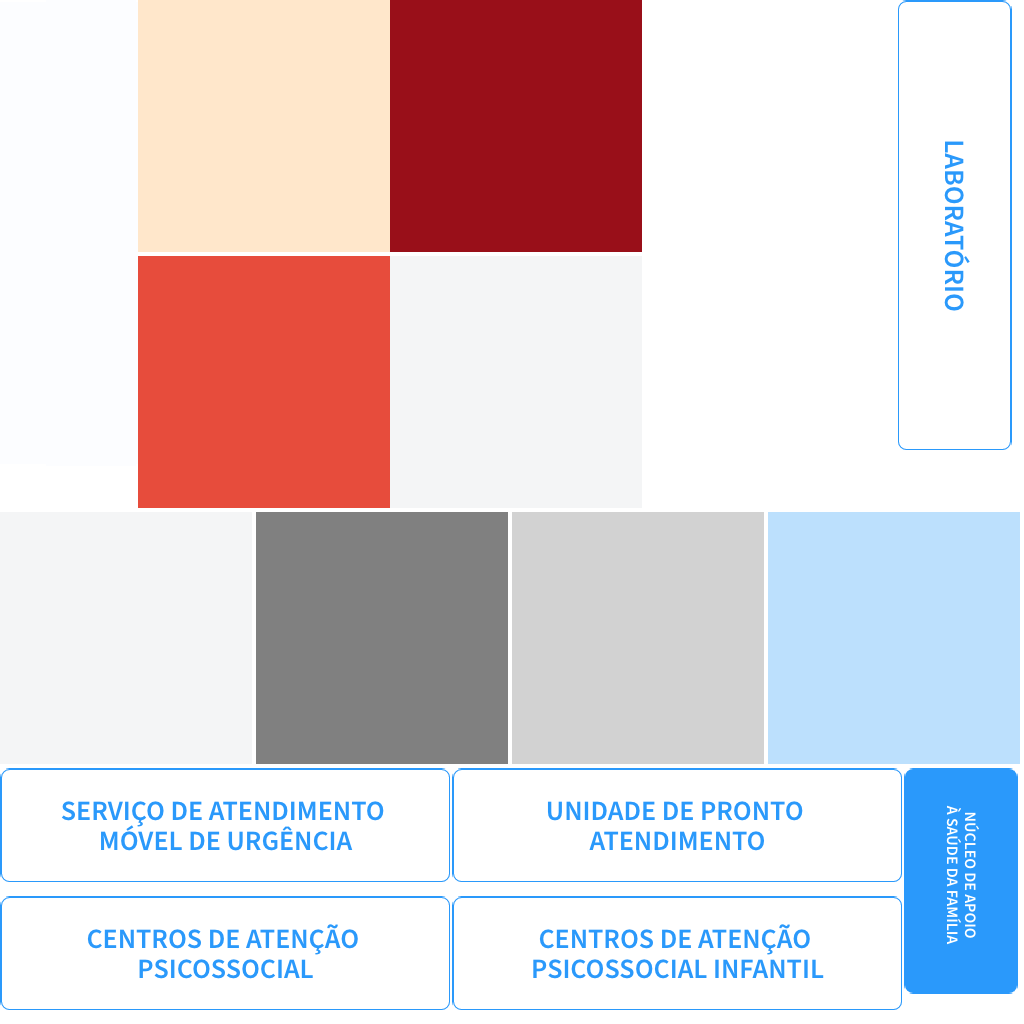 LABORATÓRIO
SERVIÇO DE ATENDIMENTO
MÓVEL DE URGÊNCIA
UNIDADE DE PRONTO
ATENDIMENTO
NÚCLEO DE APOIO
À SAÚDE DA FAMÍLIA
CENTROS DE ATENÇÃO
PSICOSSOCIAL
CENTROS DE ATENÇÃO
PSICOSSOCIAL INFANTIL